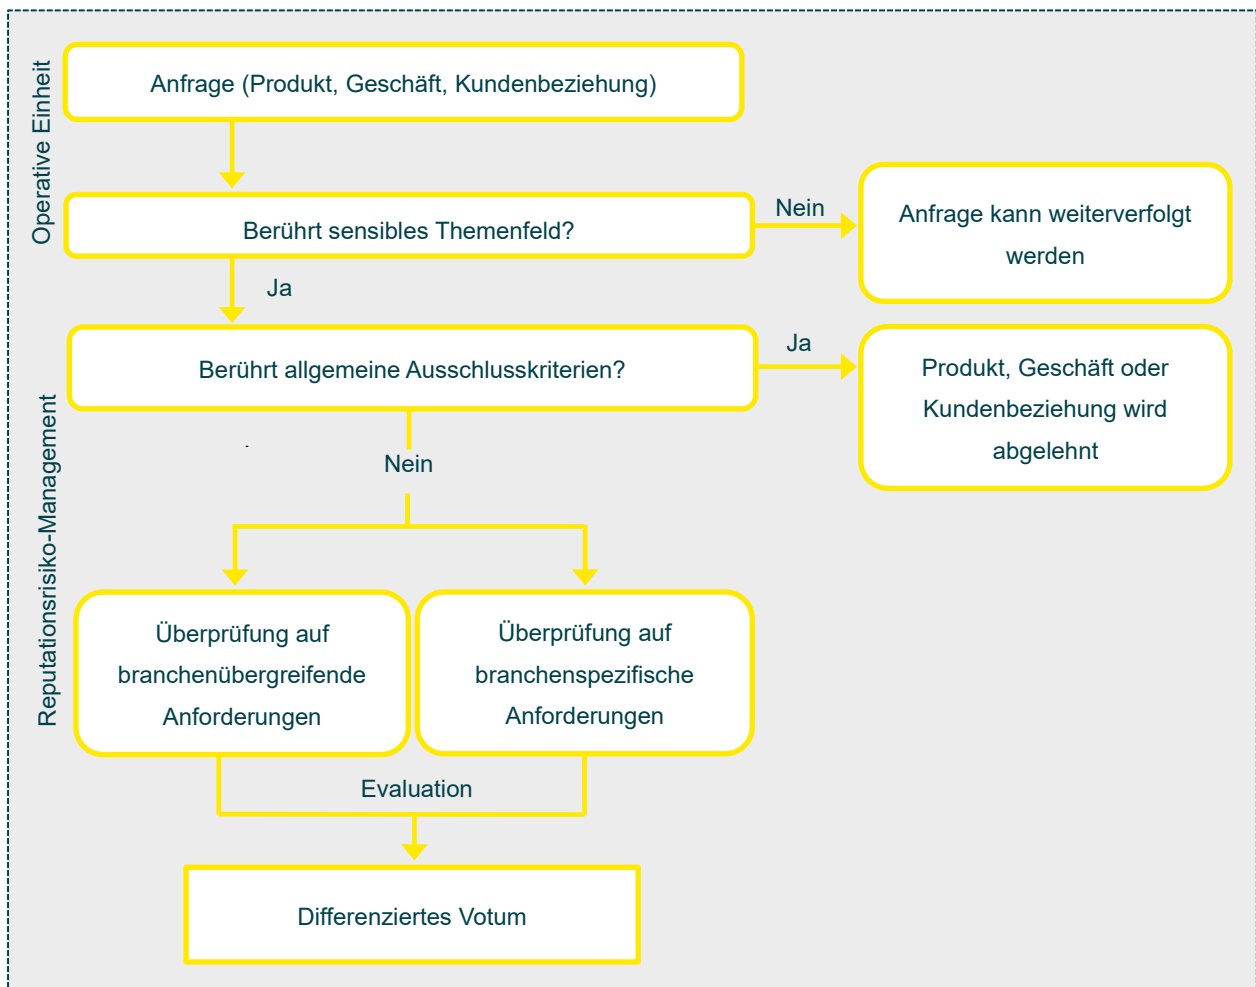 Operative Einheit
Anfrage (Produkt, Geschäft, Kundenbeziehung)
Berührt sensibles Themenfeld?
Nein
Anfrage kann weiterverfolgt
werden
Ja
Reputationsrisiko-Management
Berührt allgemeine Ausschlusskriterien?
Ja
Produkt, Geschäft oder
Kundenbeziehung wird
abgelehnt
Nein
Überprüfung auf
branchenübergreifende
Anforderungen
Überprüfung auf
branchenspezifische
Anforderungen
Evaluation
Differenziertes Votum